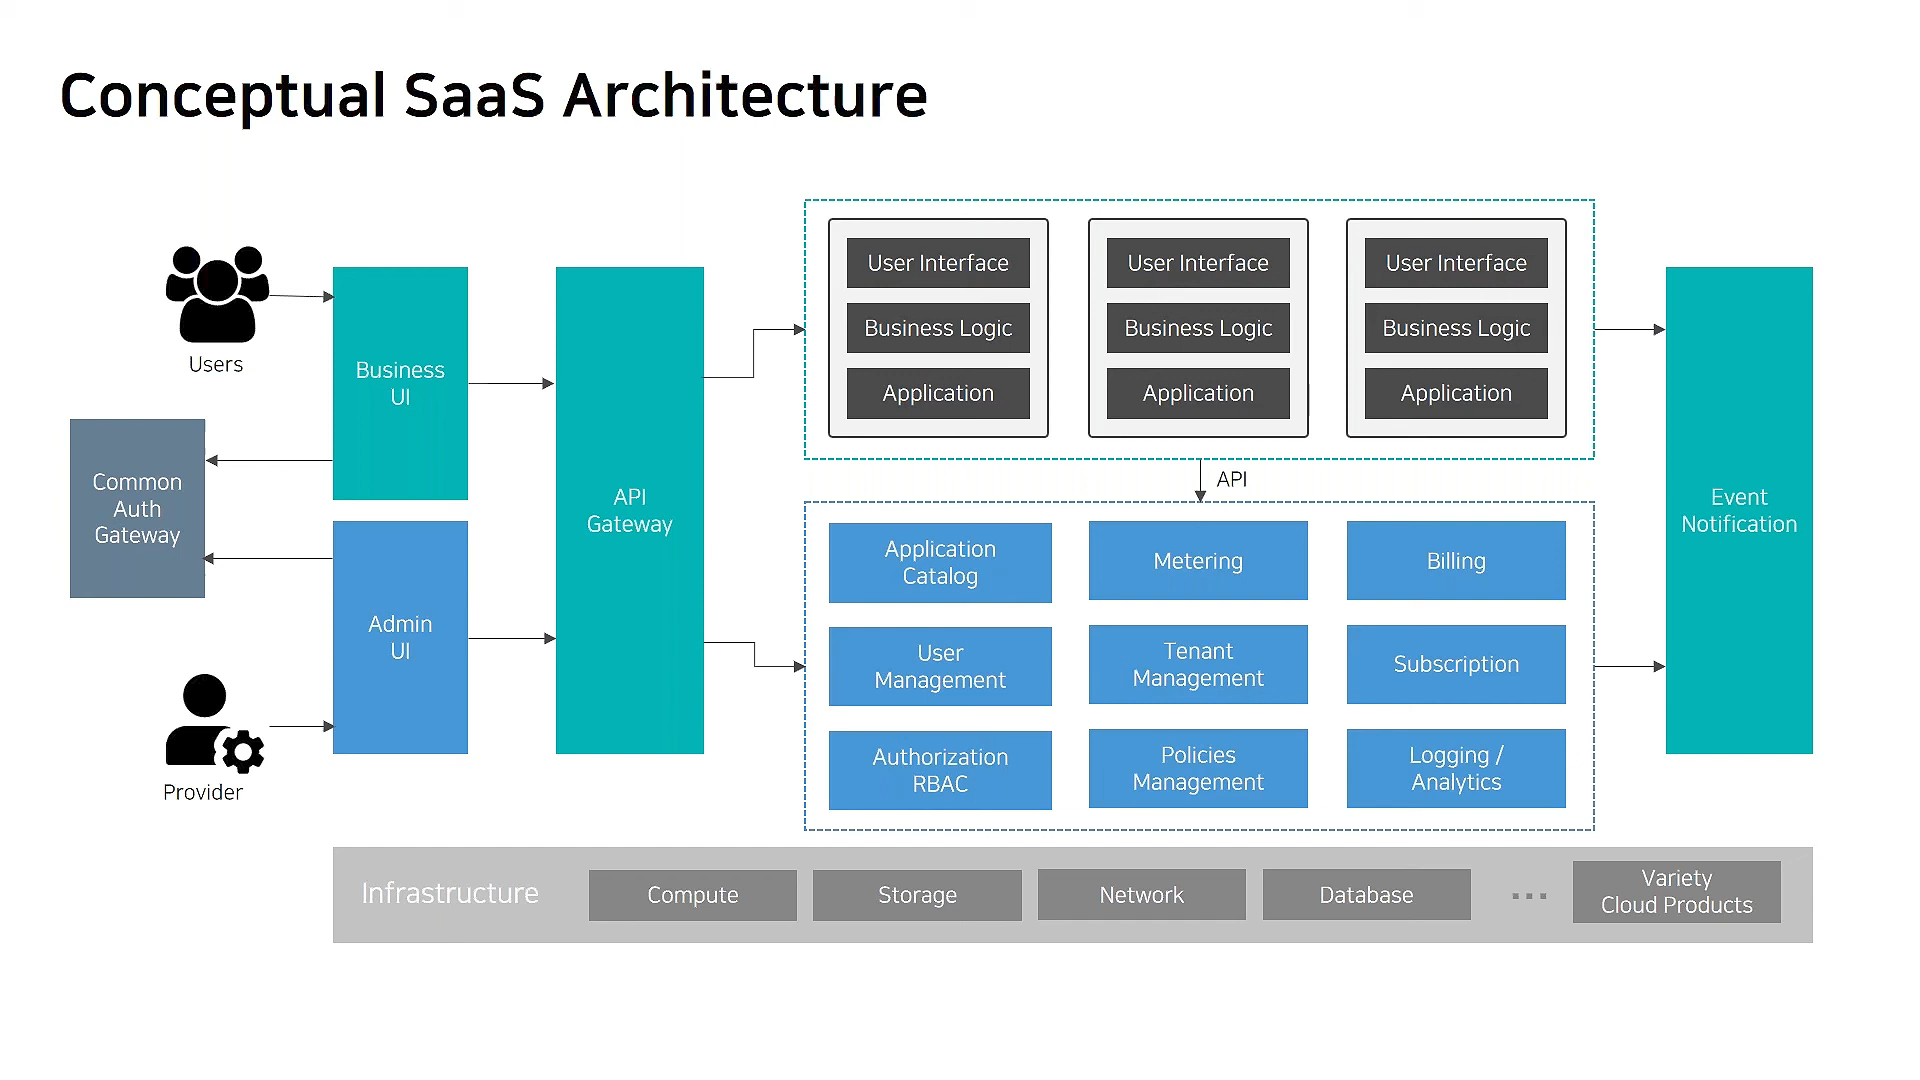 Conceptual SaaS Architecture
Users
Business
UI
Common
Auth
Gateway
Admin
UI
Provider
API
Gateway
User Interface
Business Logic
Application
User Interface
Business Logic
Application
User Interface
Business Logic
Application
API
Application
Catalog
Metering
Billing
User
Management
Tenant
Management
Subscription
Authorization
RBAC
Policies
Management
Logging /
Analytics
Event
Notification
Infrastructure
Compute
Storage
Network
Database
...
Variety
Cloud Products